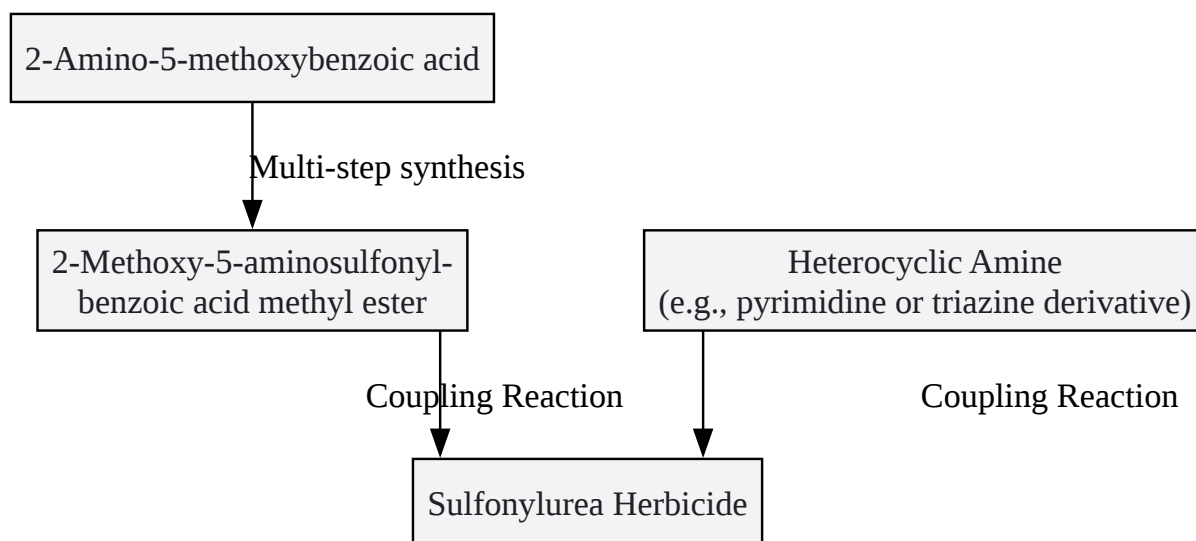 2-Amino-5-methoxybenzoic acid
Multi-step synthesis
2-Methoxy-5-aminosulfonyl-
benzoic acid methyl ester
Heterocyclic Amine
(e.g., pyrimidine or triazine derivative)
Coupling Reaction
Coupling Reaction
Sulfonylurea Herbicide